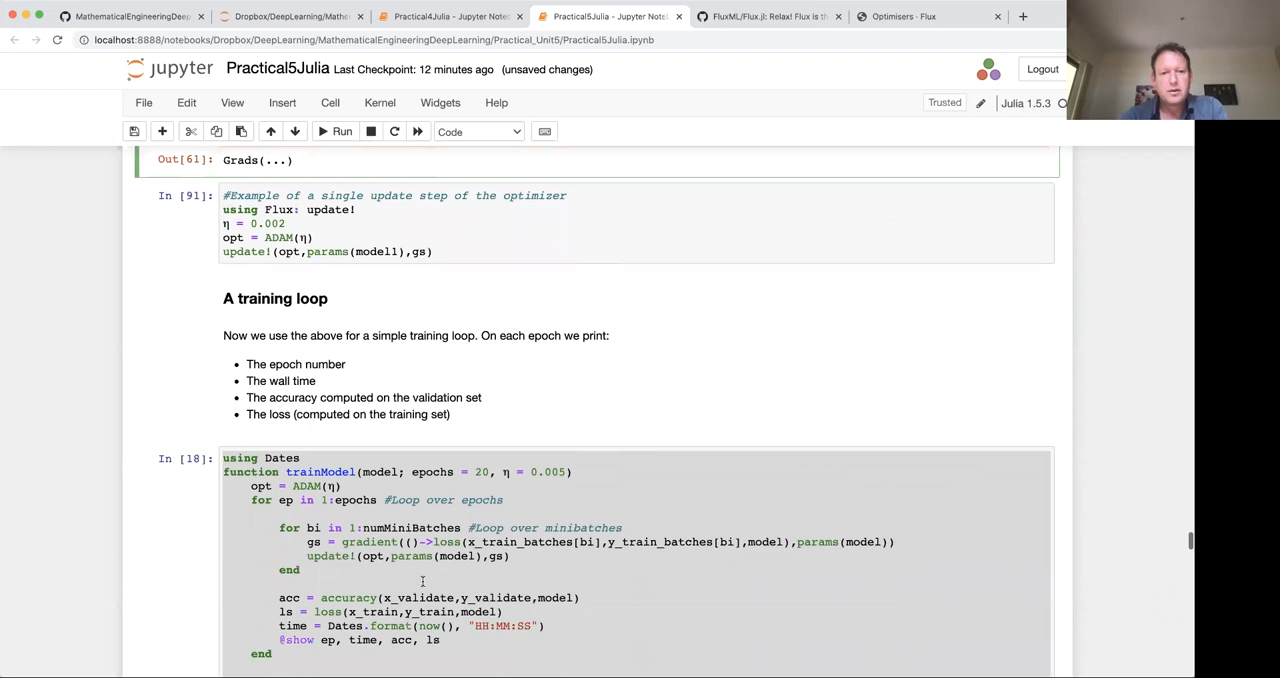 MathematicalEngineeringDeep
Dropbox/DeepLearning/Mathe
Practical4Julia - Jupyter Note
Practical5Julia - Jupyter Note
FluxML/Flux.jl: Relax! Flux is th
Optimisers · Flux
localhost:8888/notebooks/Dropbox/DeepLearning/MathematicalEngineeringDeepLearning/Practical_Unit5/Practical5Julia.ipynb
jupyter Practical5Julia Last Checkpoint: 12 minutes ago (unsaved changes)
Logout
File Edit View Insert Cell Kernel Widgets Help
Trusted
Julia 1.5.3
Run
Code
Out[61]: Grads(...)
In [91]: #Example of a single update step of the optimizer
using Flux: update!
η = 0.002
opt = ADAM(η)
update!(opt,params(model1),gs)
A training loop
Now we use the above for a simple training loop. On each epoch we print:
• The epoch number
• The wall time
• The accuracy computed on the validation set
• The loss (computed on the training set)
In [18]: using Dates
function trainModel(model; epochs = 20, η = 0.005)
opt = ADAM(η)
for ep in 1:epochs #Loop over epochs
for bi in 1:numMiniBatches #Loop over minibatches
gs = gradient(()->loss(x_train_batches[bi],y_train_batches[bi],model),params(model))
update!(opt,params(model),gs)
end
acc = accuracy(x_validate,y_validate,model)
ls = loss(x_train,y_train,model)
time = Dates.format(now(), "HH:MM:SS")
@show ep, time, acc, ls
end